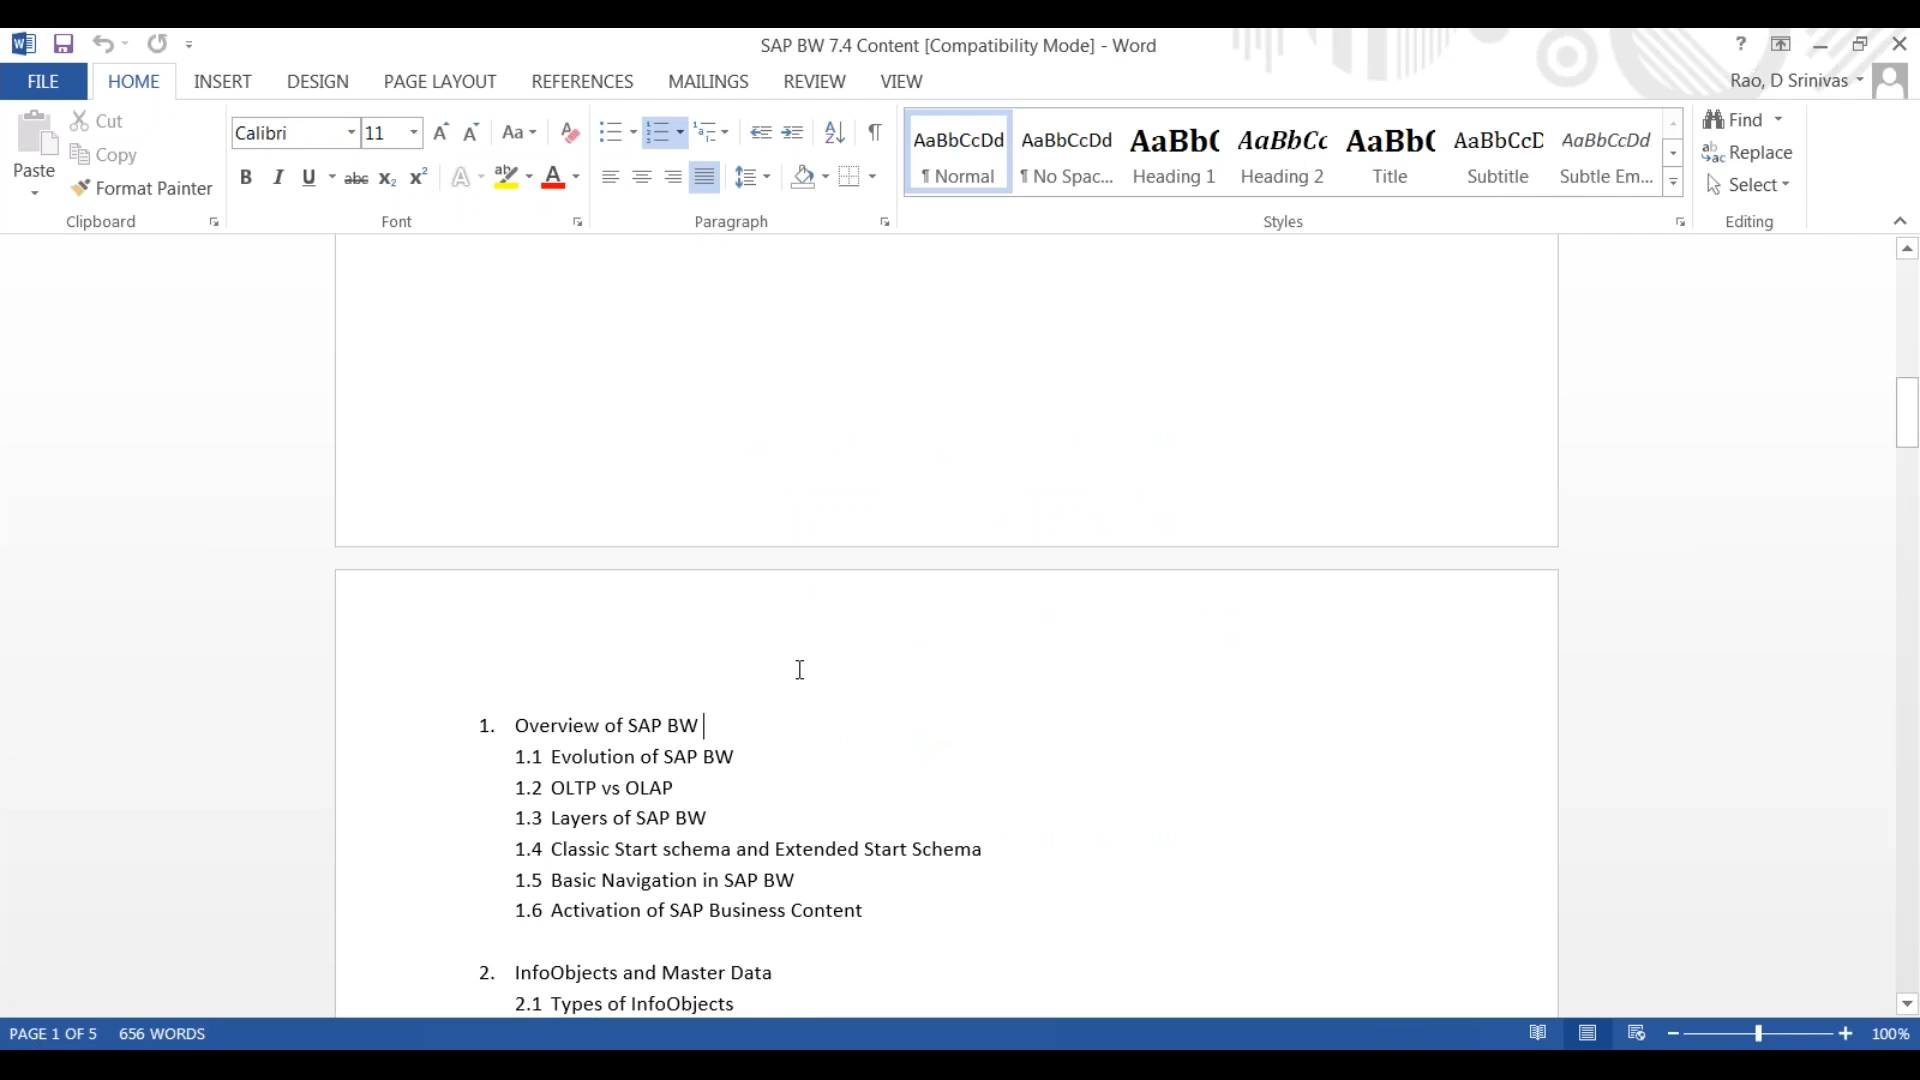 SAP BW 7.4 Content [Compatibility Mode] - Word
?
FILE HOME INSERT DESIGN PAGE LAYOUT REFERENCES MAILINGS REVIEW VIEW
Rao, D Srinivas
Paste
Cut
Copy
Format Painter
Clipboard
Calibri 11
Aa
B I U abc x₂ x² A ab A
Font
Paragraph
AaBbCcDd AaBbCcDd AaBb( AaBbCc AaBb( AaBbCcD AaBbCcDd
¶ Normal ¶ No Spac... Heading 1 Heading 2 Title Subtitle Subtle Em...
Styles
Find
Replace
Select
Editing
1. Overview of SAP BW
1.1 Evolution of SAP BW
1.2 OLTP vs OLAP
1.3 Layers of SAP BW
1.4 Classic Start schema and Extended Start Schema
1.5 Basic Navigation in SAP BW
1.6 Activation of SAP Business Content
2. InfoObjects and Master Data
2.1 Types of InfoObjects
PAGE 1 OF 5 656 WORDS
100%